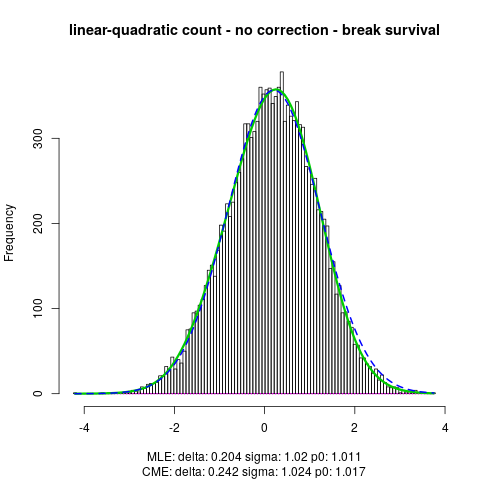 linear-quadratic count - no correction - break survival
Frequency
300
200
100
0
-4 -2 0 2 4
MLE: delta: 0.204 sigma: 1.02 p0: 1.011
CME: delta: 0.242 sigma: 1.024 p0: 1.017